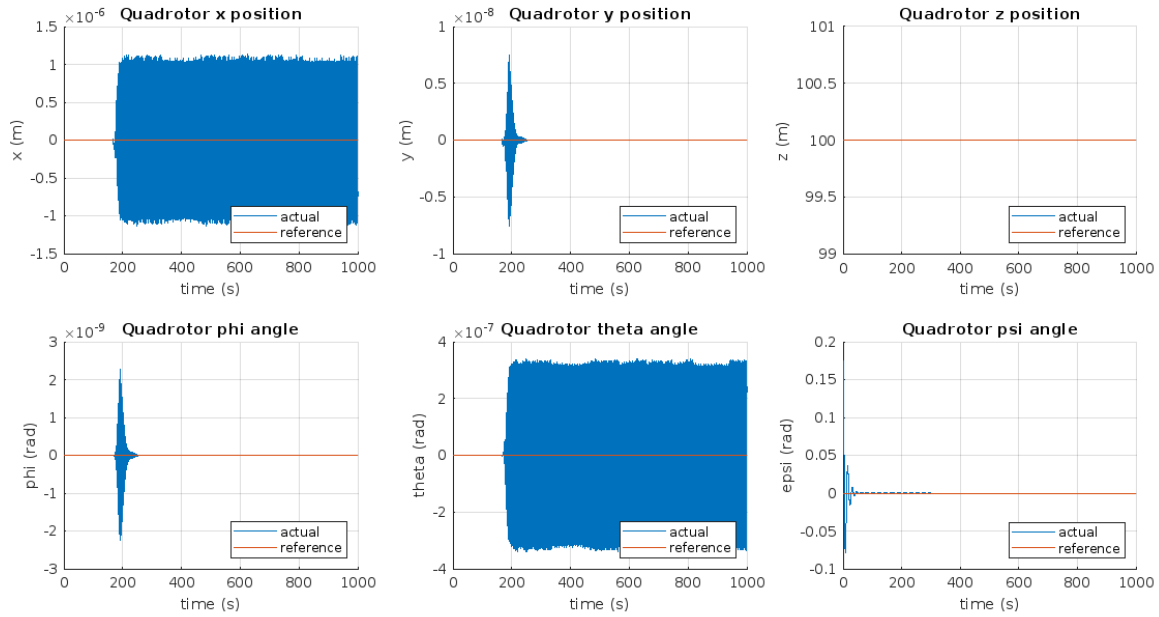 Quadrotor x position
×10-6
1.5
1
0.5
0
-0.5
-1
-1.5
x (m)
0 200 400 600 800 1000
time (s)
actual
reference
Quadrotor y position
×10-8
1
0.5
0
-0.5
-1
y (m)
0 200 400 600 800 1000
time (s)
actual
reference
Quadrotor z position
101
100.5
100
99.5
99
z (m)
0 200 400 600 800 1000
time (s)
actual
reference
Quadrotor phi angle
×10-9
3
2
1
0
-1
-2
-3
phi (rad)
0 200 400 600 800 1000
time (s)
actual
reference
Quadrotor theta angle
×10-7
4
2
0
-2
-4
theta (rad)
0 200 400 600 800 1000
time (s)
actual
reference
Quadrotor psi angle
0.2
0.15
0.1
0.05
0
-0.05
-0.1
epsi (rad)
0 200 400 600 800 1000
time (s)
actual
reference